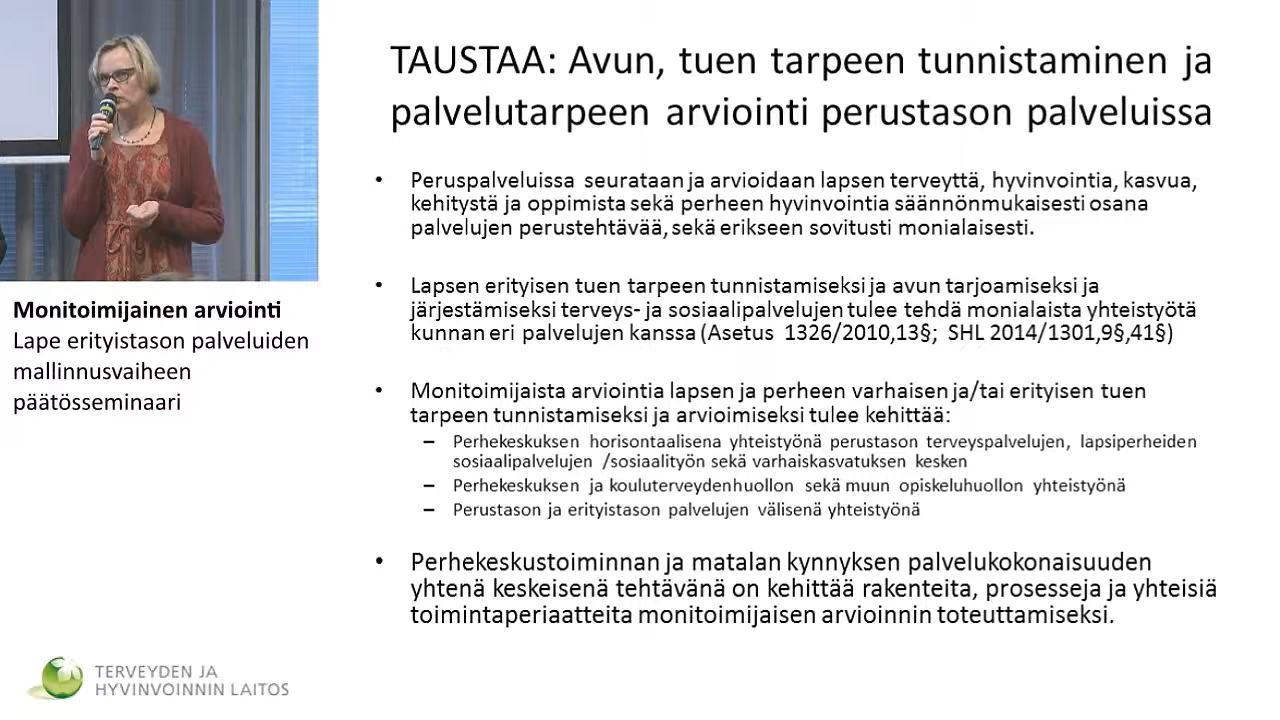 TAUSTAA: Avun, tuen tarpeen tunnistaminen ja
palvelutarpeen arviointi perustason palveluissa
• Peruspalveluissa seurataan ja arvioidaan lapsen terveyttä, hyvinvointia, kasvua,
kehitystä ja oppimista sekä perheen hyvinvointia säännönmukaisesti osana
palvelujen perustehtävää, sekä erikseen sovitusti monialaisesti.
• Lapsen erityisen tuen tarpeen tunnistamiseksi ja avun tarjoamiseksi ja
järjestämiseksi terveys- ja sosiaalipalvelujen tulee tehdä monialaista yhteistyötä
kunnan eri palvelujen kanssa (Asetus 1326/2010,13§; SHL 2014/1301,9§,41§)
• Monitoimijaista arviointia lapsen ja perheen varhaisen ja/tai erityisen tuen
tarpeen tunnistamiseksi ja arvioimiseksi tulee kehittää:
– Perhekeskuksen horisontaalisena yhteistyönä perustason terveyspalvelujen, lapsiperheiden
sosiaalipalvelujen /sosiaalityön sekä varhaiskasvatuksen kesken
– Perhekeskuksen ja kouluterveydenhuollon sekä muun opiskeluhuollon yhteistyönä
– Perustason ja erityistason palvelujen välisenä yhteistyönä
• Perhekeskustoiminnan ja matalan kynnyksen palvelukokonaisuuden
yhtenä keskeisenä tehtävänä on kehittää rakenteita, prosesseja ja yhteisiä
toimintaperiaatteita monitoimijaisen arvioinnin toteuttamiseksi.
Monitoimijainen arviointi
Lape erityistason palveluiden
mallinnusvaiheen
päätösseminaari
TERVEYDEN JA
HYVINVOINNIN LAITOS